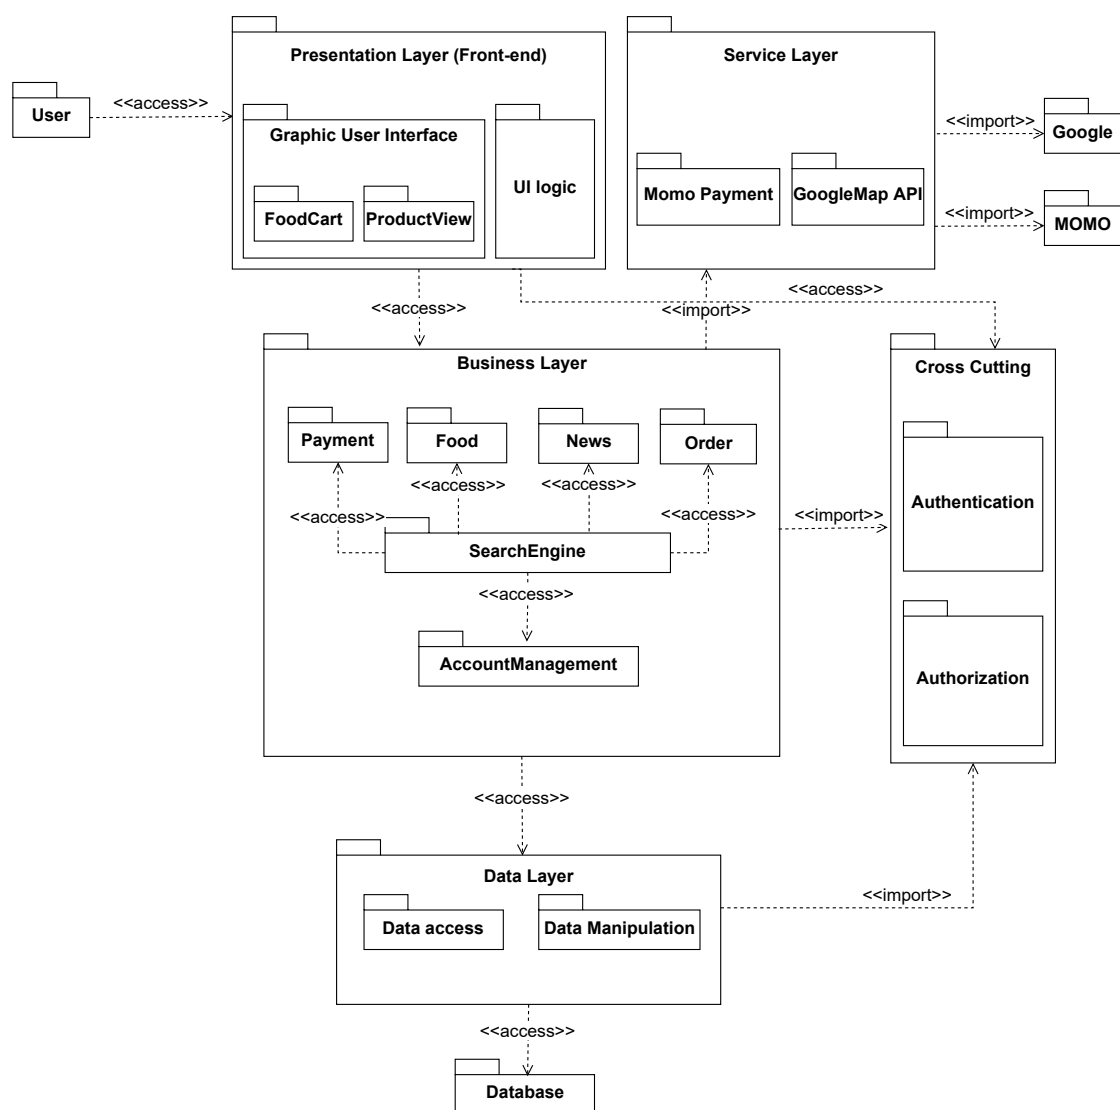 Presentation Layer (Front-end)
Service Layer
User
<<access>>
Graphic User Interface
UI logic
FoodCart
ProductView
Momo Payment
GoogleMap API
<<import>>
Google
<<import>>
MOMO
<<access>>
<<import>>
<<access>>
Business Layer
Cross Cutting
Payment
Food
News
Order
<<access>>
<<access>>
<<access>>
<<access>>
SearchEngine
<<access>>
AccountManagement
<<import>>
Authentication
Authorization
<<access>>
Data Layer
Data access
Data Manipulation
<<import>>
<<access>>
Database